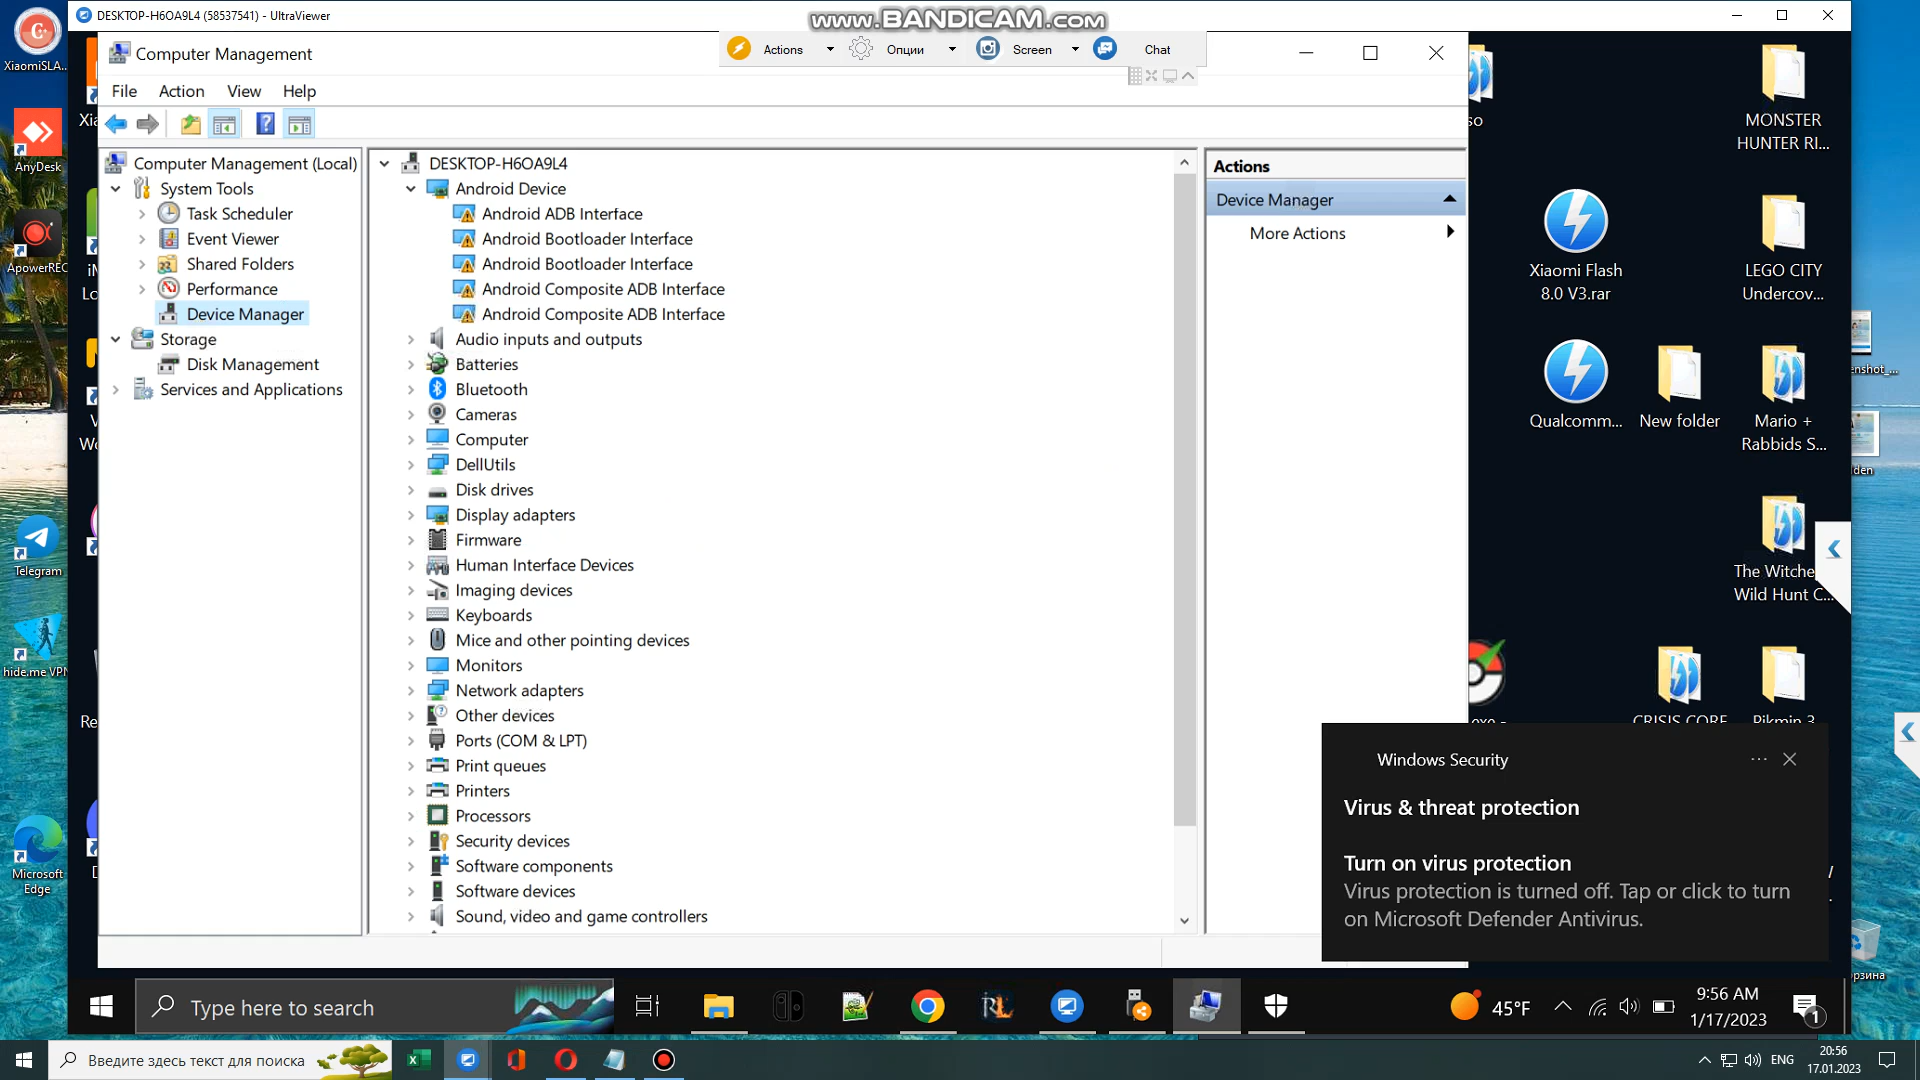 DESKTOP-H6OA9L4 (58537541) - UltraViewer
www.BANDICAM.com
Actions
Опции
Screen
Chat
Computer Management
File Action View Help
Computer Management (Local)
System Tools
Task Scheduler
Event Viewer
Shared Folders
Performance
Device Manager
Storage
Disk Management
Services and Applications
DESKTOP-H6OA9L4
Android Device
Android ADB Interface
Android Bootloader Interface
Android Bootloader Interface
Android Composite ADB Interface
Android Composite ADB Interface
Audio inputs and outputs
Batteries
Bluetooth
Cameras
Computer
DellUtils
Disk drives
Display adapters
Firmware
Human Interface Devices
Imaging devices
Keyboards
Mice and other pointing devices
Monitors
Network adapters
Other devices
Ports (COM & LPT)
Print queues
Printers
Processors
Security devices
Software components
Software devices
Sound, video and game controllers
Actions
Device Manager
More Actions
XiaomiSLA...
AnyDesk
ApowerREC
Telegram
hide.me VPN
Microsoft
Edge
so
MONSTER
HUNTER RI...
Xiaomi Flash
8.0 V3.rar
LEGO CITY
Undercov...
Qualcomm...
New folder
Mario +
Rabbids S...
The Witche
Wild Hunt C...
CRISIS CORE
Pikmin 3
Windows Security
Virus & threat protection
Turn on virus protection
Virus protection is turned off. Tap or click to turn
on Microsoft Defender Antivirus.
Type here to search
45°F
9:56 AM
1/17/2023
1
Введите здесь текст для поиска
ENG
20:56
17.01.2023